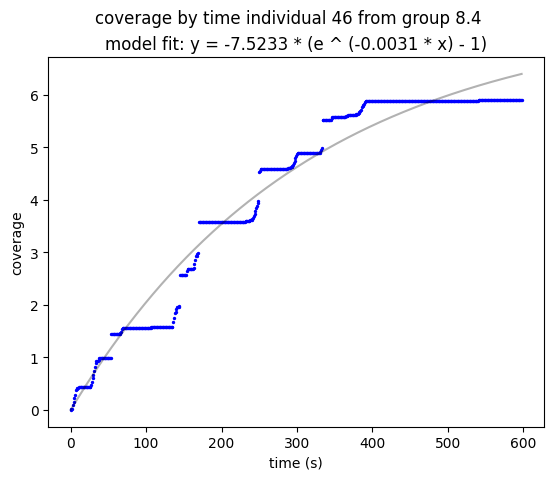 coverage by time individual 46 from group 8.4
model fit: y = -7.5233 * (e ^ (-0.0031 * x) - 1)
6
5
4
3
2
1
0
coverage
0 100 200 300 400 500 600
time (s)